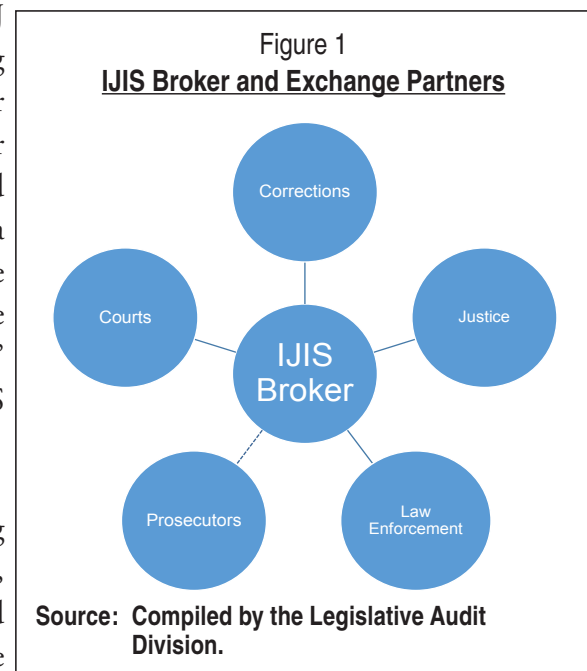 Figure 1
IJIS Broker and Exchange Partners
Corrections
Courts
Justice
IJIS
Broker
Prosecutors
Law
Enforcement
Source: Compiled by the Legislative Audit
Division.